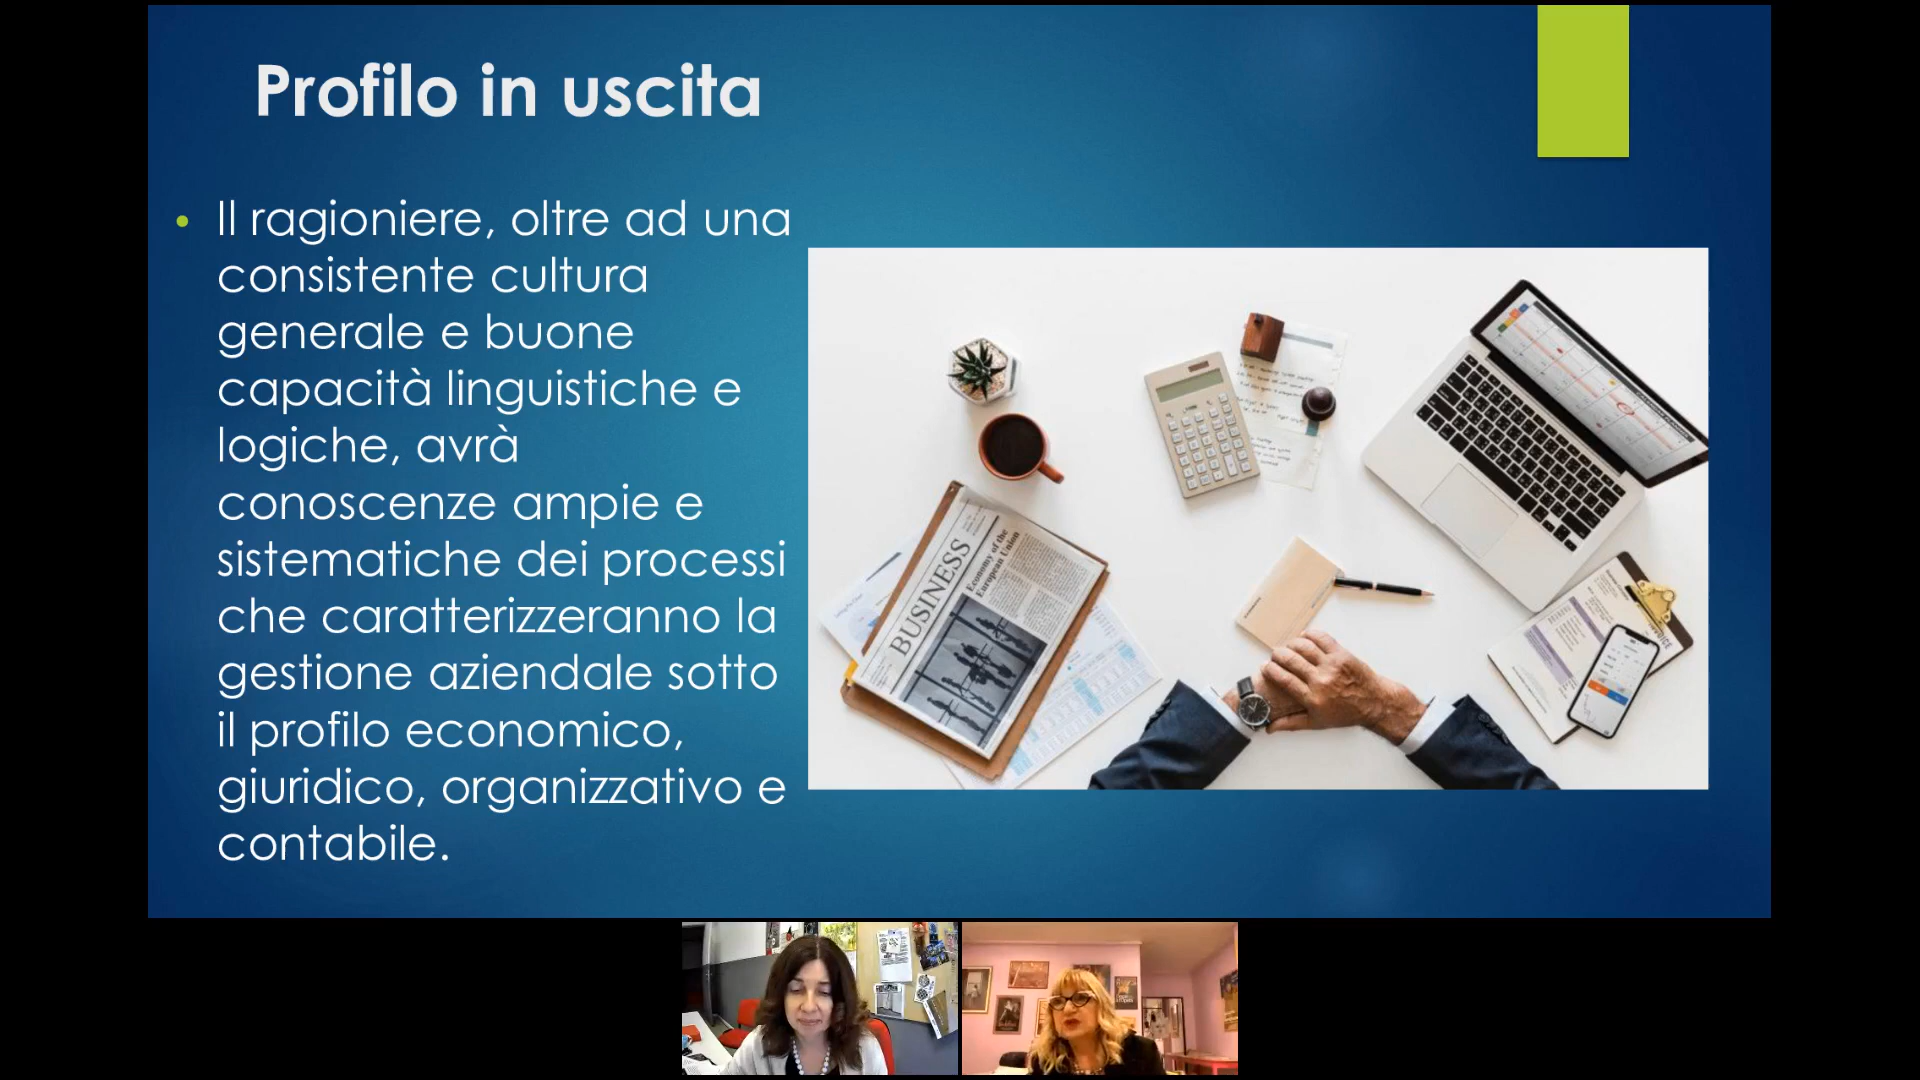 Profilo in uscita
Il ragioniere, oltre ad una
consistente cultura
generale e buone
capacità linguistiche e
logiche, avrà
conoscenze ampie e
sistematiche dei processi
che caratterizzeranno la
gestione aziendale sotto
il profilo economico,
giuridico, organizzativo e
contabile.
BUSINESS
Economy of the
European Union